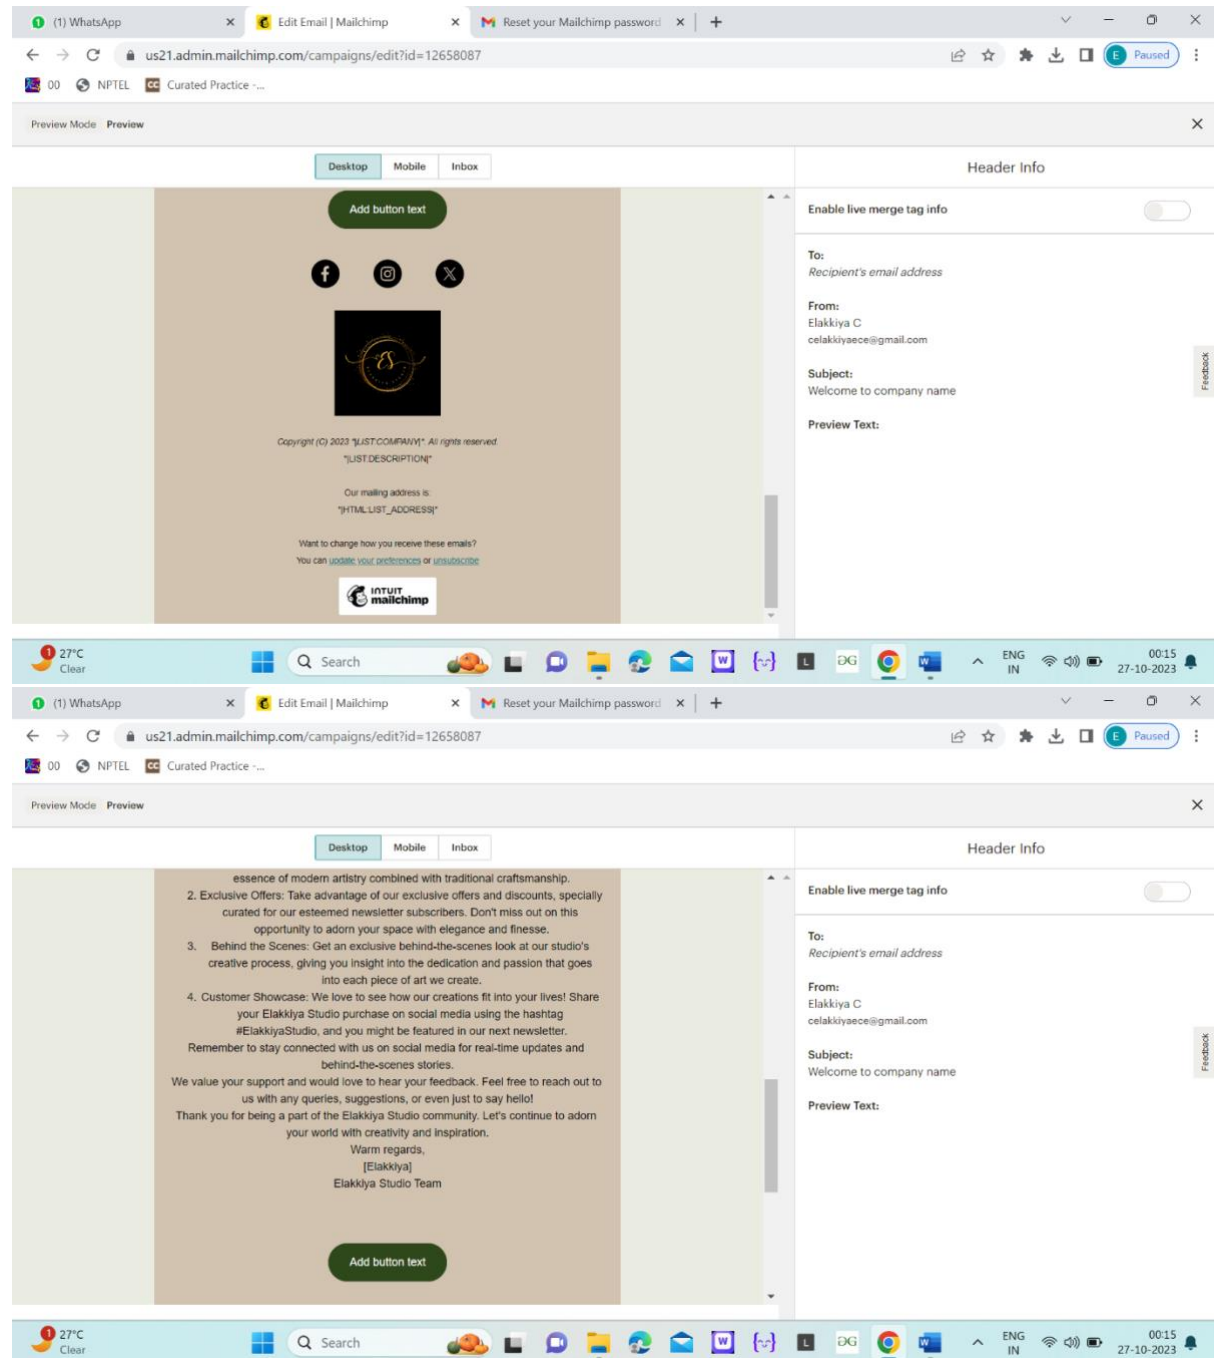 (1) WhatsApp
Edit Email | Mailchimp
Reset your Mailchimp password
us21.admin.mailchimp.com/campaigns/edit?id=12658087
E Paused
00 NPTEL CC Curated Practice -...
Preview Mode Preview
Desktop Mobile Inbox
Header Info
Add button text
Enable live merge tag info
To:
Recipient's email address
From:
Elakkiya C
celakkiyaece@gmail.com
Subject:
Welcome to company name
Preview Text:
Feedback
ES
Copyright (C) 2023 *|LIST:COMPANY|*. All rights reserved.
*|LIST:DESCRIPTION|*
Our mailing address is:
*|HTML:LIST_ADDRESS|*
Want to change how you receive these emails?
You can update your preferences or unsubscribe
INTUIT
mailchimp
1
27°C
Clear
Search
ENG
IN
00:15
27-10-2023
(1) WhatsApp
Edit Email | Mailchimp
Reset your Mailchimp password
us21.admin.mailchimp.com/campaigns/edit?id=12658087
E Paused
00 NPTEL CC Curated Practice -...
Preview Mode Preview
Desktop Mobile Inbox
Header Info
essence of modern artistry combined with traditional craftsmanship.
2. Exclusive Offers: Take advantage of our exclusive offers and discounts, specially
curated for our esteemed newsletter subscribers. Don't miss out on this
opportunity to adorn your space with elegance and finesse.
3. Behind the Scenes: Get an exclusive behind-the-scenes look at our studio's
creative process, giving you insight into the dedication and passion that goes
into each piece of art we create.
4. Customer Showcase: We love to see how our creations fit into your lives! Share
your Elakkiya Studio purchase on social media using the hashtag
#ElakkiyaStudio, and you might be featured in our next newsletter.
Remember to stay connected with us on social media for real-time updates and
behind-the-scenes stories.
We value your support and would love to hear your feedback. Feel free to reach out to
us with any queries, suggestions, or even just to say hello!
Thank you for being a part of the Elakkiya Studio community. Let's continue to adorn
your world with creativity and inspiration.
Warm regards,
[Elakkiya]
Elakkiya Studio Team
Add button text
Enable live merge tag info
To:
Recipient's email address
From:
Elakkiya C
celakkiyaece@gmail.com
Subject:
Welcome to company name
Preview Text:
Feedback
1
27°C
Clear
Search
ENG
IN
00:15
27-10-2023